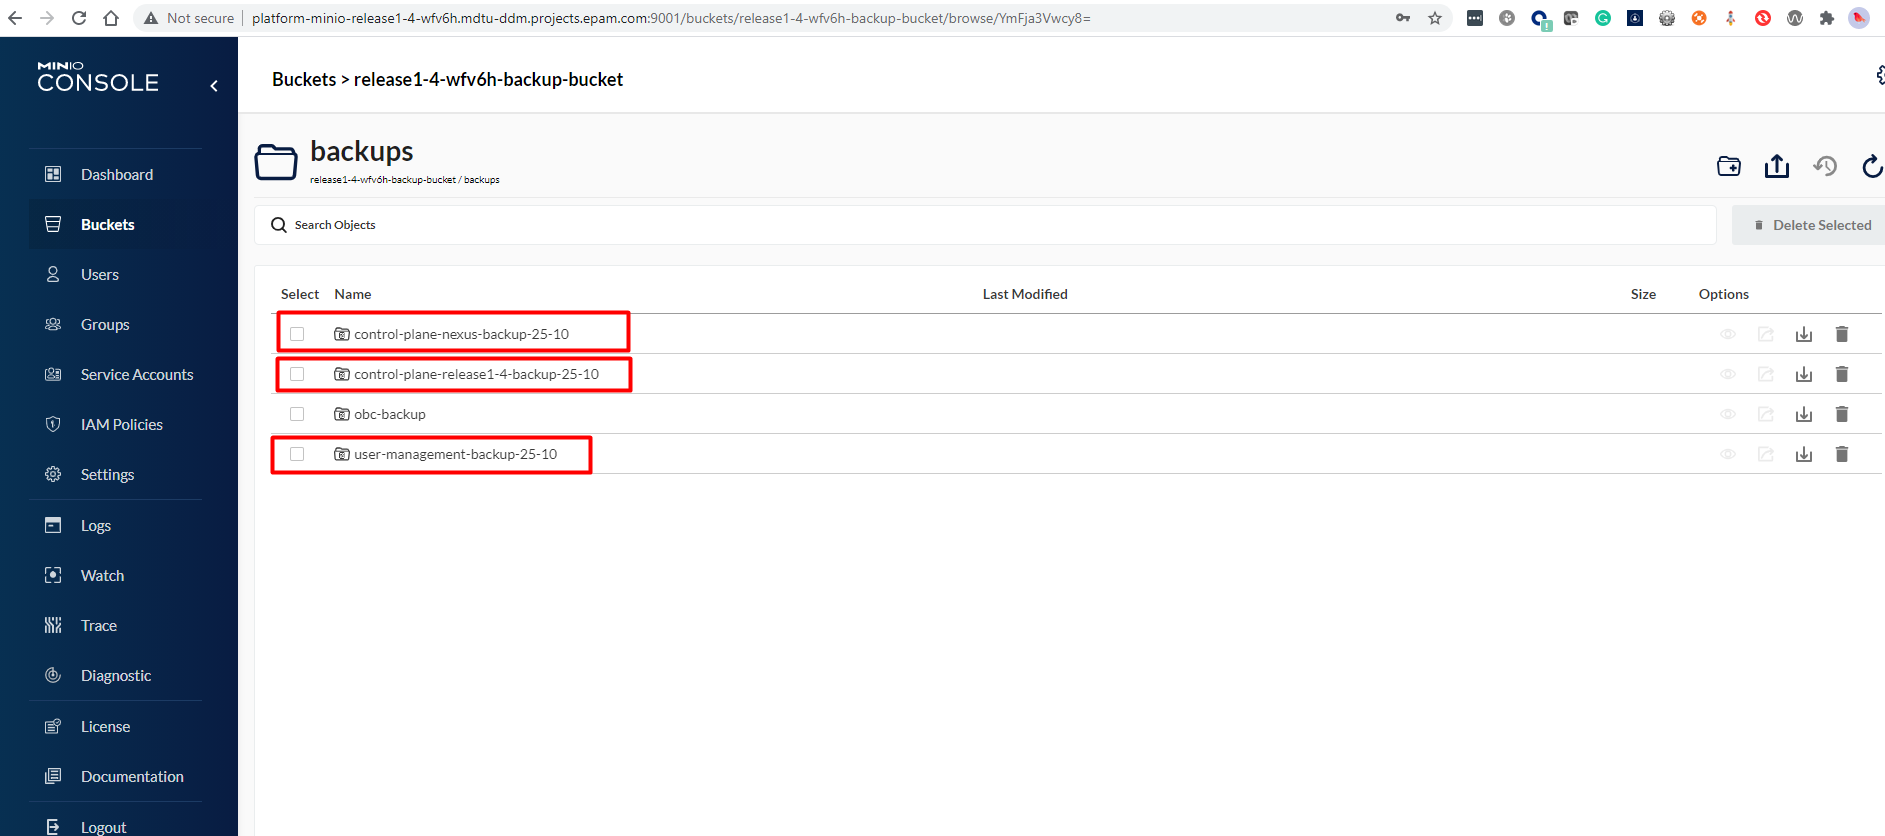 Not secure | platform-minio-release1-4-wfv6h.mdtu-ddm.projects.epam.com:9001/buckets/release1-4-wfv6h-backup-bucket/browse/YmFja3Vwcy8=
MINIO
CONSOLE
Buckets > release1-4-wfv6h-backup-bucket
backups
release1-4-wfv6h-backup-bucket / backups
Search Objects
Delete Selected
Select Name Last Modified Size Options
control-plane-nexus-backup-25-10
control-plane-release1-4-backup-25-10
obc-backup
user-management-backup-25-10
Dashboard
Buckets
Users
Groups
Service Accounts
IAM Policies
Settings
Logs
Watch
Trace
Diagnostic
License
Documentation
Logout